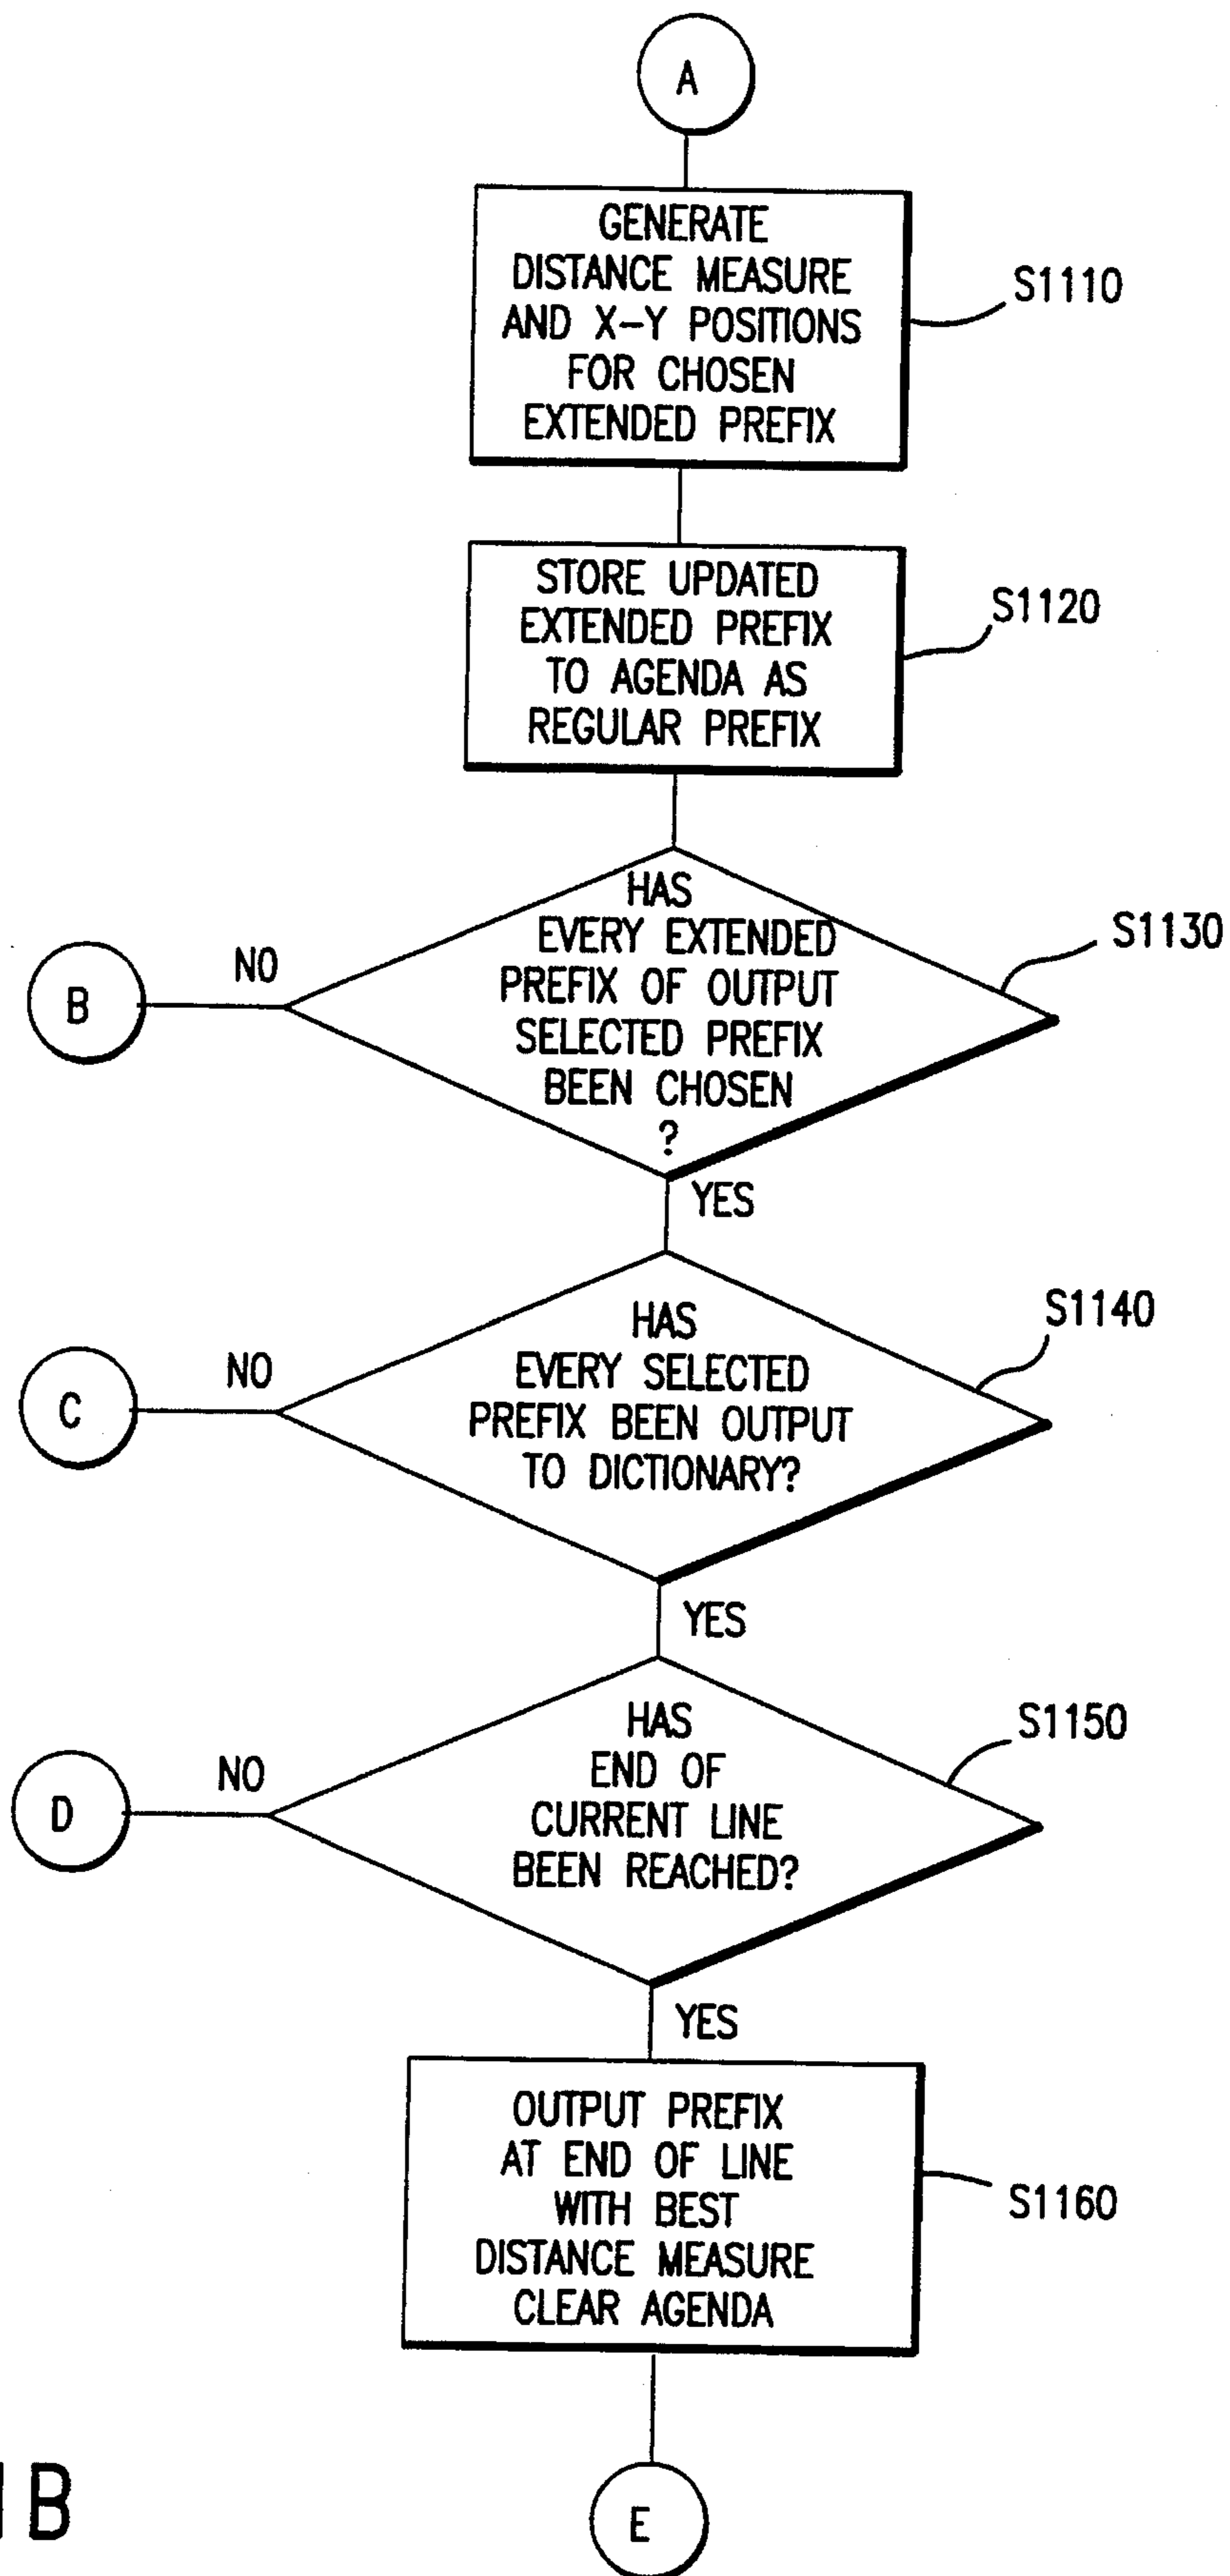 A
GENERATE
DISTANCE MEASURE
AND X-Y POSITIONS
FOR CHOSEN
EXTENDED PREFIX
S1110
STORE UPDATED
EXTENDED PREFIX
TO AGENDA AS
REGULAR PREFIX
S1120
HAS
EVERY EXTENDED
PREFIX OF OUTPUT
SELECTED PREFIX
BEEN CHOSEN
?
S1130
NO
B
YES
HAS
EVERY SELECTED
PREFIX BEEN OUTPUT
TO DICTIONARY?
S1140
NO
C
YES
HAS
END OF
CURRENT LINE
BEEN REACHED?
S1150
NO
D
YES
OUTPUT PREFIX
AT END OF LINE
WITH BEST
DISTANCE MEASURE
CLEAR AGENDA
S1160
E
B